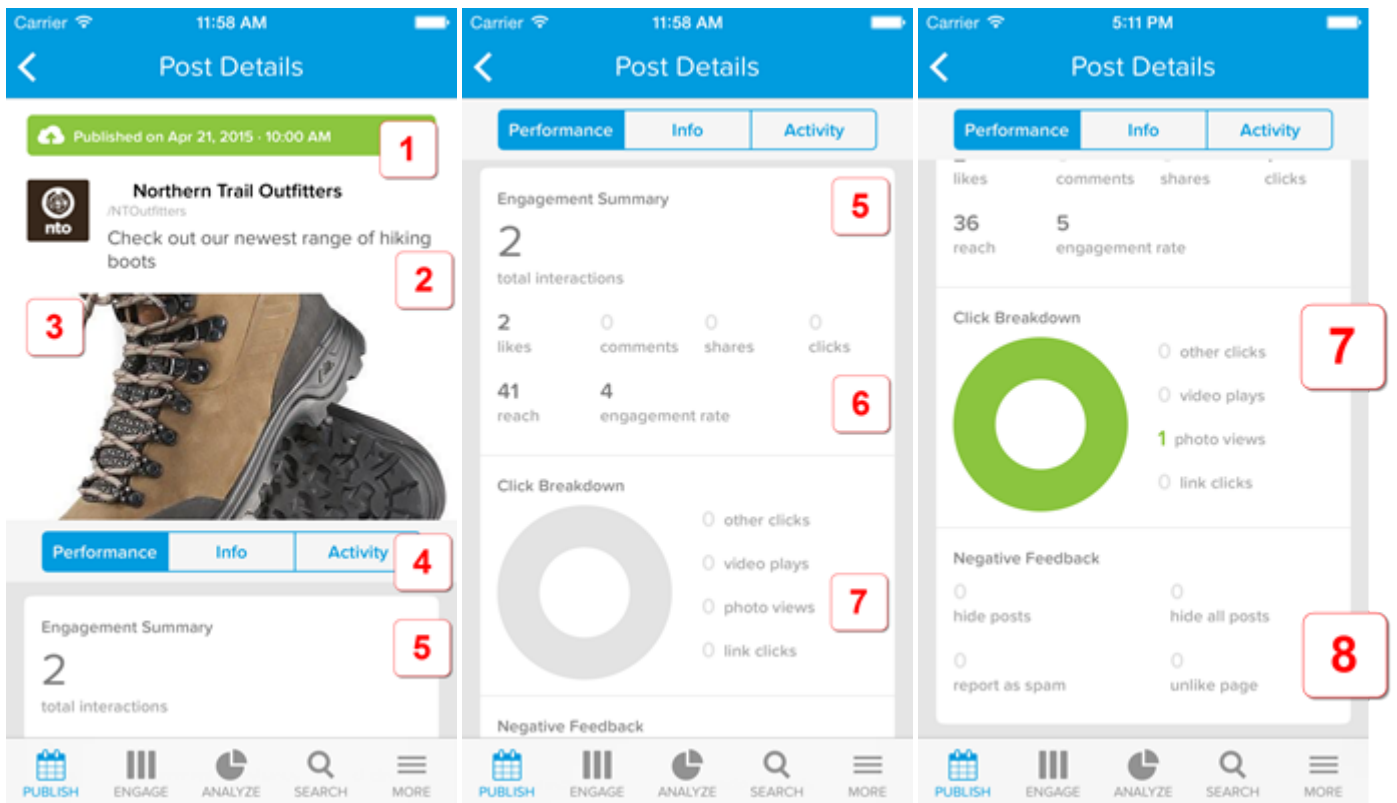 Carrier 11:58 AM
Post Details
Published on Apr 21, 2015 - 10:00 AM
1
Northern Trail Outfitters
/NTOutfitters
nto
Check out our newest range of hiking
boots
2
3
Performance Info Activity
4
Engagement Summary
5
2
total interactions
PUBLISH ENGAGE ANALYZE SEARCH MORE
Carrier 11:58 AM
Post Details
Performance Info Activity
Engagement Summary
5
2
total interactions
2 0 0 0
likes comments shares clicks
41 4
reach engagement rate
6
Click Breakdown
0 other clicks
0 video plays
0 photo views
7
0 link clicks
Negative Feedback
PUBLISH ENGAGE ANALYZE SEARCH MORE
Carrier 5:11 PM
Post Details
Performance Info Activity
likes comments shares clicks
36 5
reach engagement rate
Click Breakdown
7
0 other clicks
0 video plays
1 photo views
0 link clicks
Negative Feedback
0 0
hide posts hide all posts
8
0 0
report as spam unlike page
PUBLISH ENGAGE ANALYZE SEARCH MORE